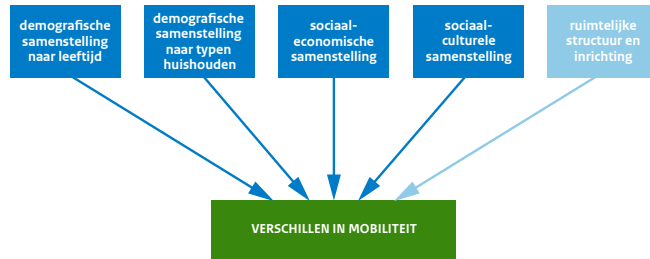 demografische
samenstelling
naar leeftijd
demografische
samenstelling
naar typen
huishouden
sociaal-
economische
samenstelling
sociaal-
culturele
samenstelling
ruimtelijke
structuur en
inrichting
VERSCHILLEN IN MOBILITEIT